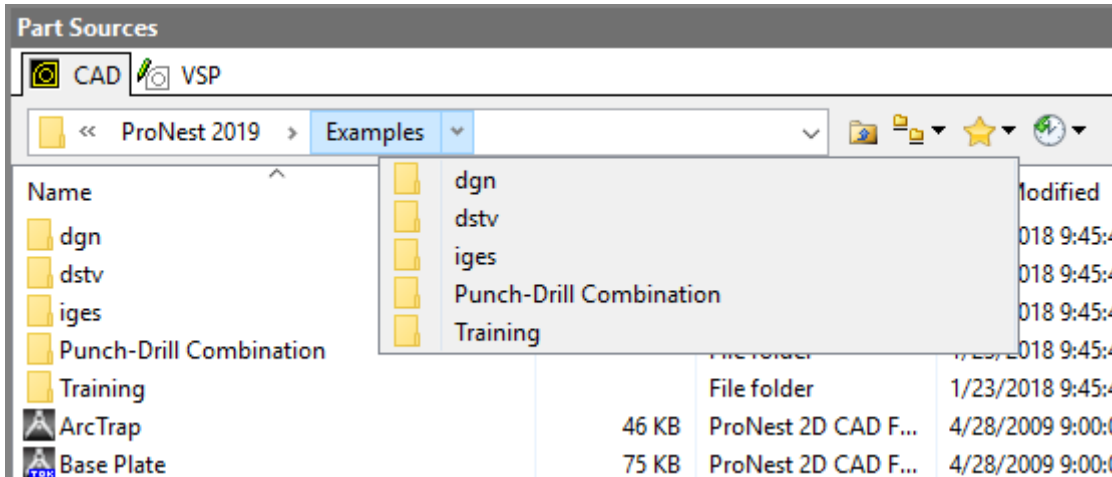 Part Sources
CAD VSP
« ProNest 2019 › Examples
Name
dgn
dstv
iges
Punch-Drill Combination
Training
dgn
dstv
iges
Punch-Drill Combination
Training File folder 1/23/2018 9:45:4
ArcTrap 46 KB ProNest 2D CAD F... 4/28/2009 9:00:0
Base Plate 75 KB ProNest 2D CAD F... 4/28/2009 9:00:0